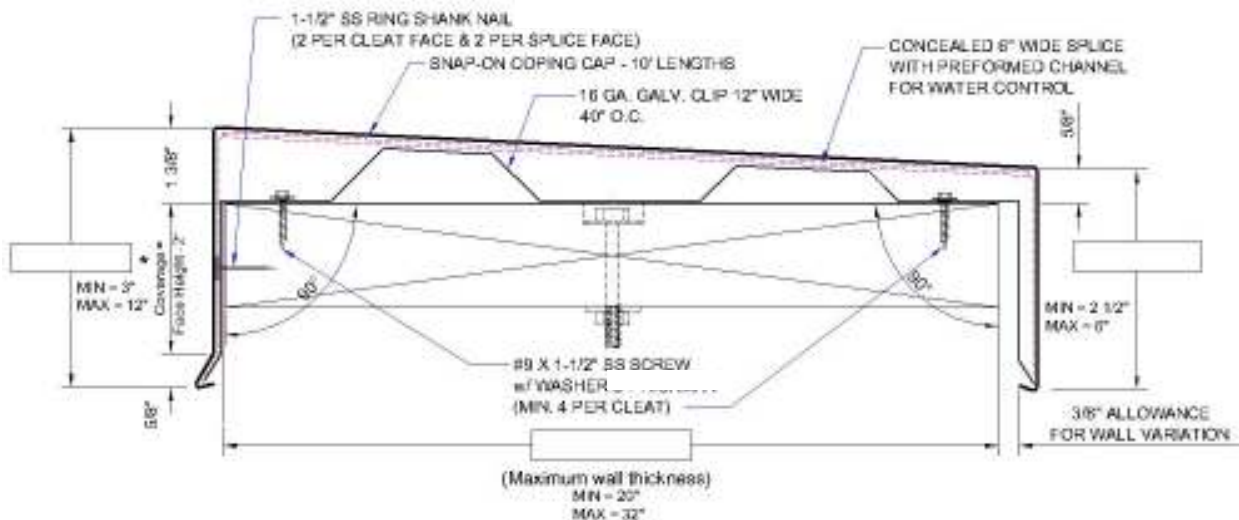 1-1/2" SS RING SHANK NAIL
(2 PER CLEAT FACE & 2 PER SPLICE FACE)
SNAP-ON COPING CAP - 10' LENGTHS
16 GA. GALV. CLIP 12" WIDE
40" O.C.
CONCEALED 6" WIDE SPLICE
WITH PREFORMED CHANNEL
FOR WATER CONTROL
1 3/8"
5/8"
MIN = 3"
MAX = 12"
*
Coverage =
Face Height - 2"
90°
90°
MIN = 2 1/2"
MAX = 8"
#9 X 1-1/2" SS SCREW
w/ WASHER
(MIN. 4 PER CLEAT)
5/8"
3/8" ALLOWANCE
FOR WALL VARIATION
(Maximum wall thickness)
MIN = 20"
MAX = 32"